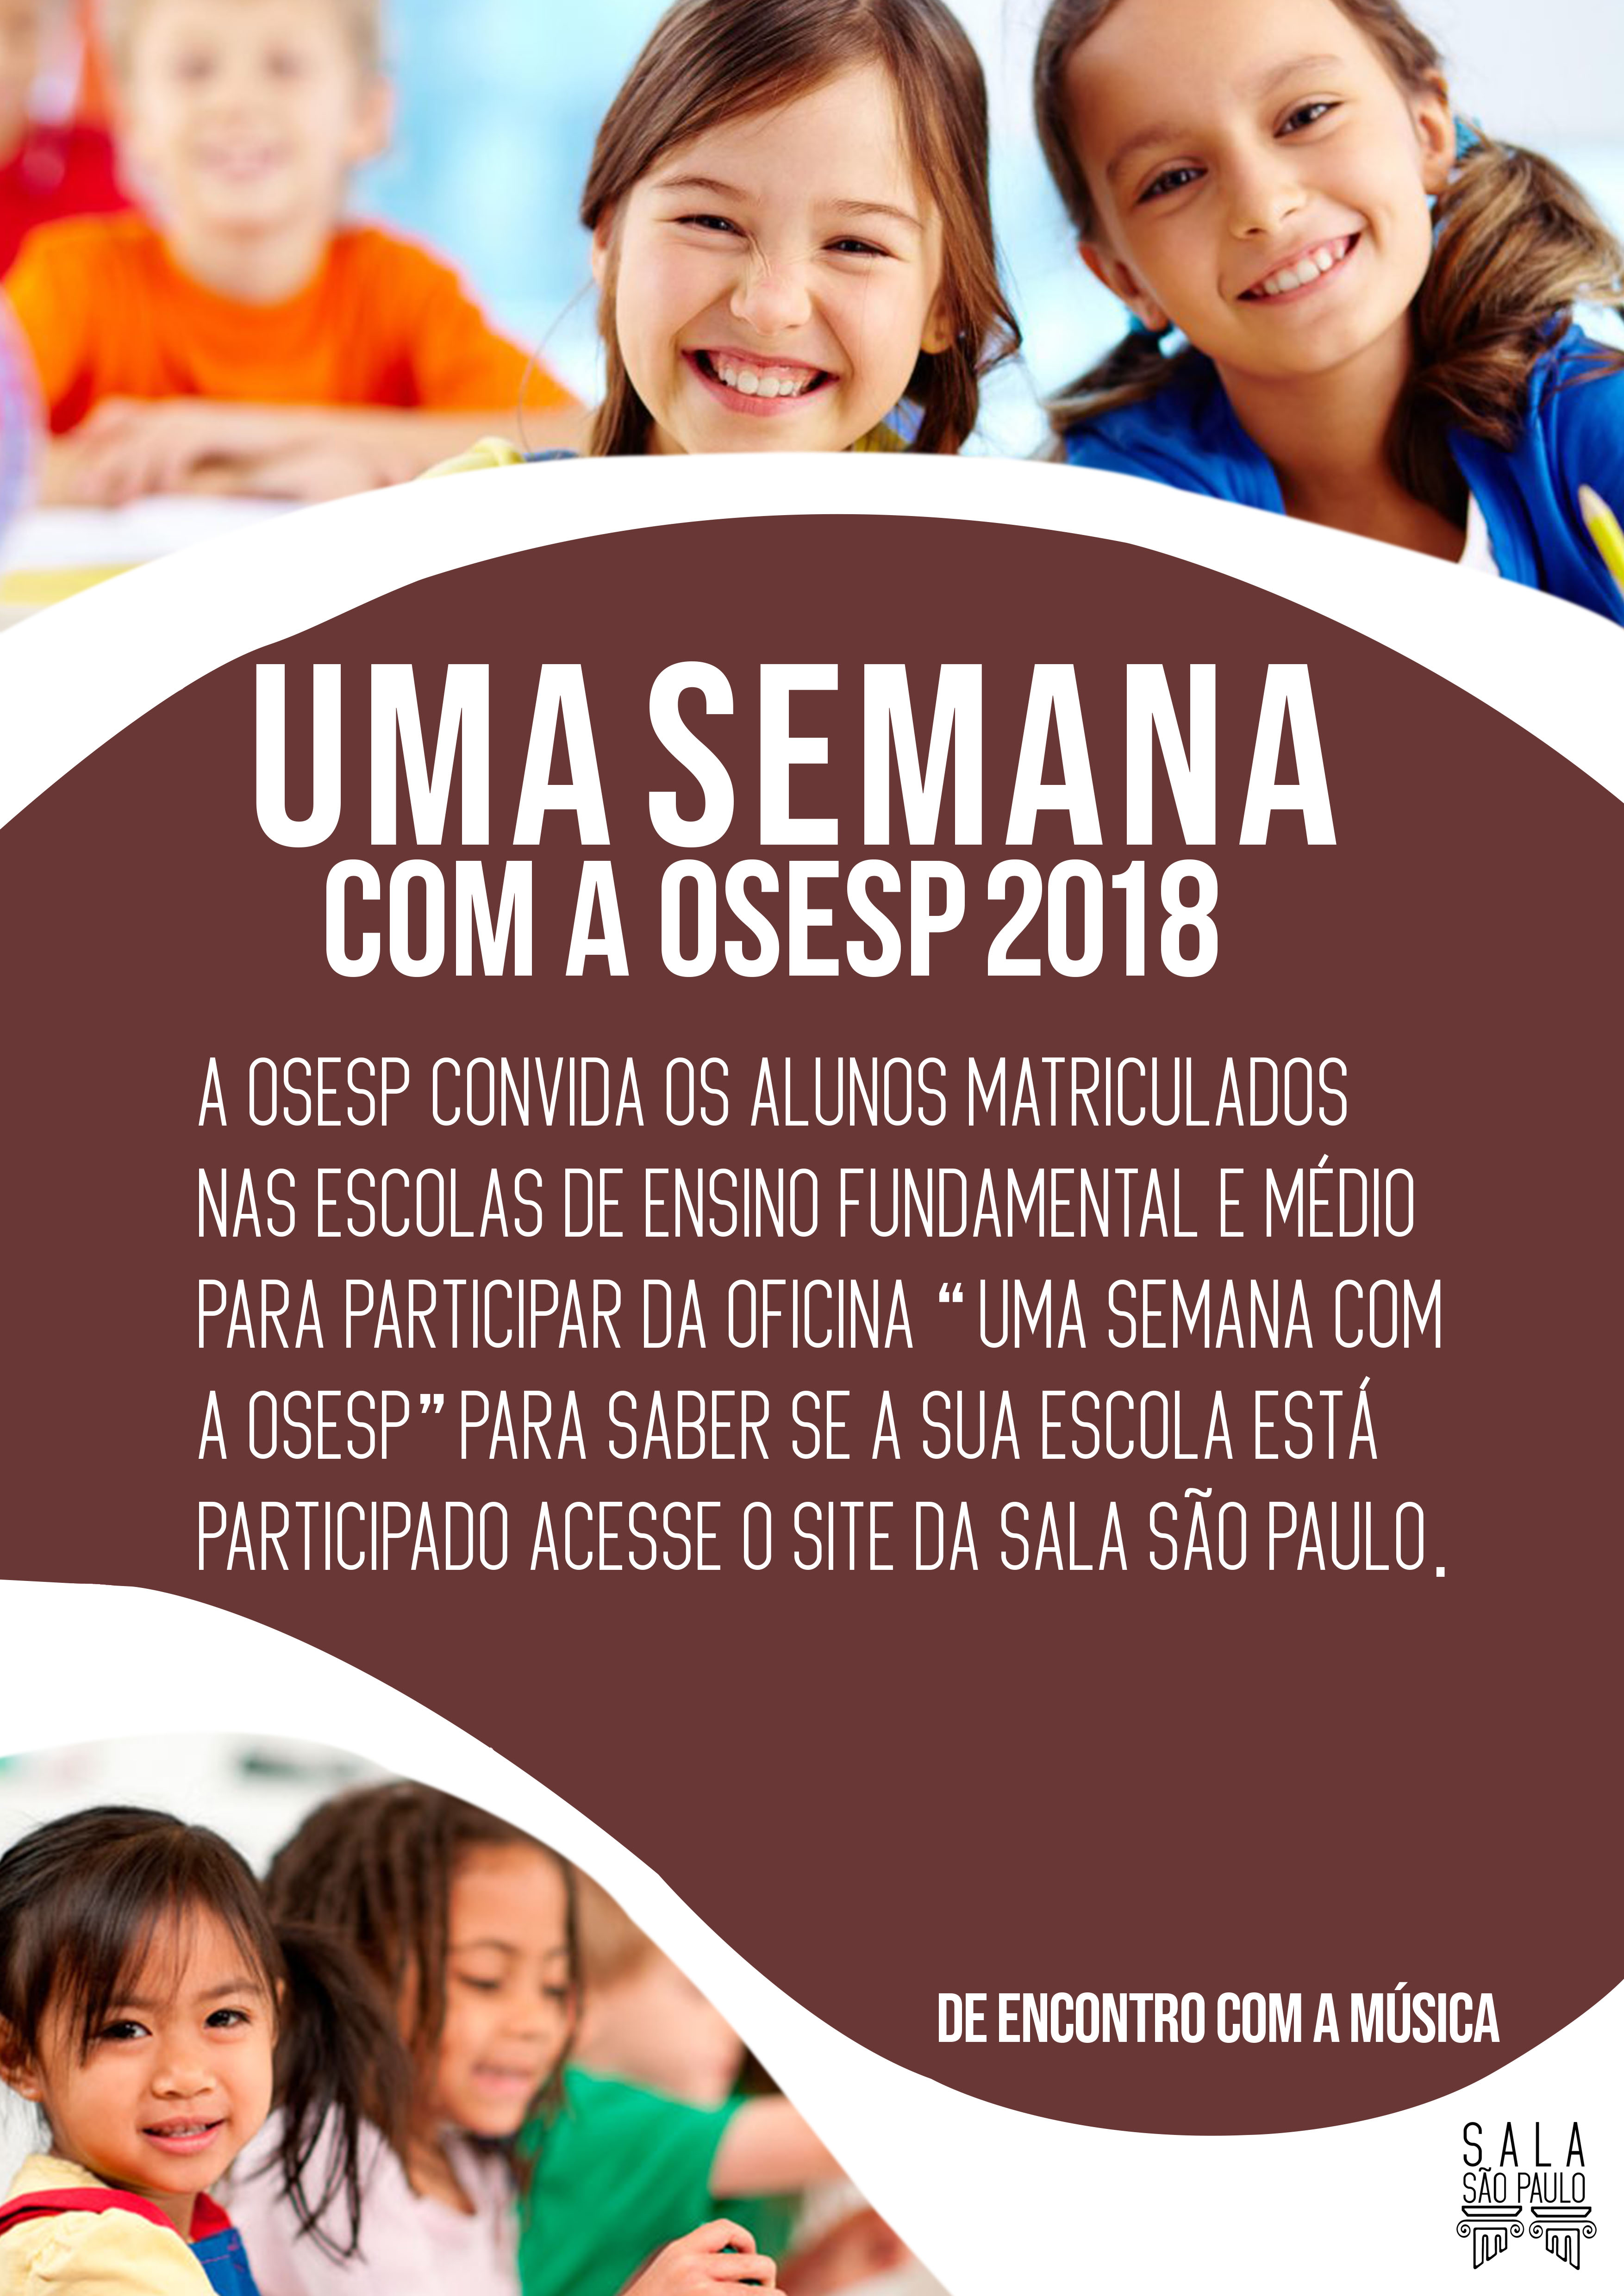 UMA SEMANA
COM A OSESP 2018
A OSESP CONVIDA OS ALUNOS MATRICULADOS
NAS ESCOLAS DE ENSINO FUNDAMENTAL E MÉDIO
PARA PARTICIPAR DA OFICINA “ UMA SEMANA COM
A OSESP” PARA SABER SE A SUA ESCOLA ESTÁ
PARTICIPADO ACESSE O SITE DA SALA SÃO PAULO.
DE ENCONTRO COM A MÚSICA
SALA
SÃO PAULO